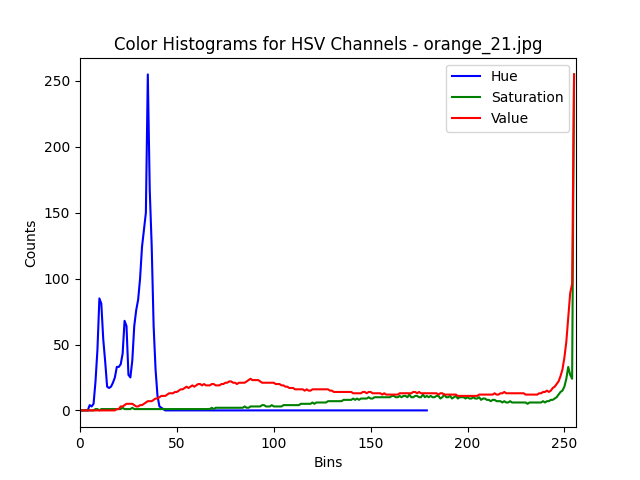 Color Histograms for HSV Channels - orange_21.jpg
Hue
Saturation
Value
Counts
250
200
150
100
50
0
0 50 100 150 200 250
Bins